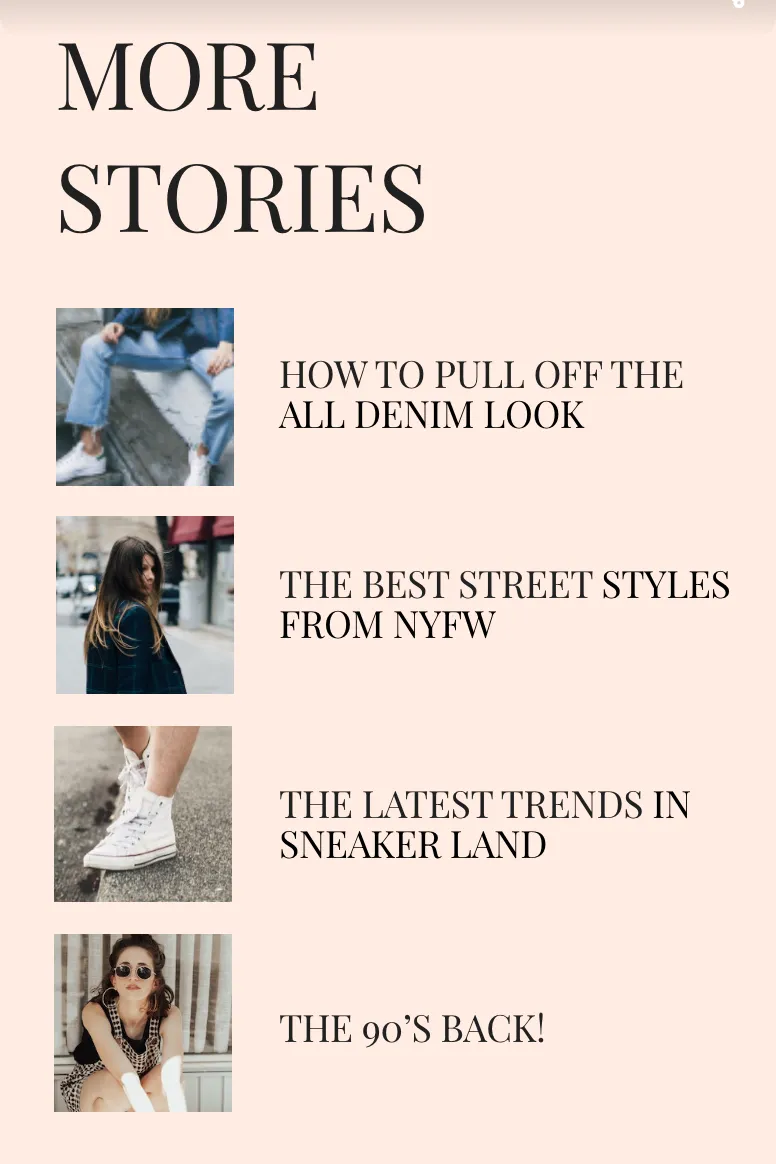 MORE
STORIES
HOW TO PULL OFF THE
ALL DENIM LOOK
THE BEST STREET STYLES
FROM NYFW
THE LATEST TRENDS IN
SNEAKER LAND
THE 90’S BACK!